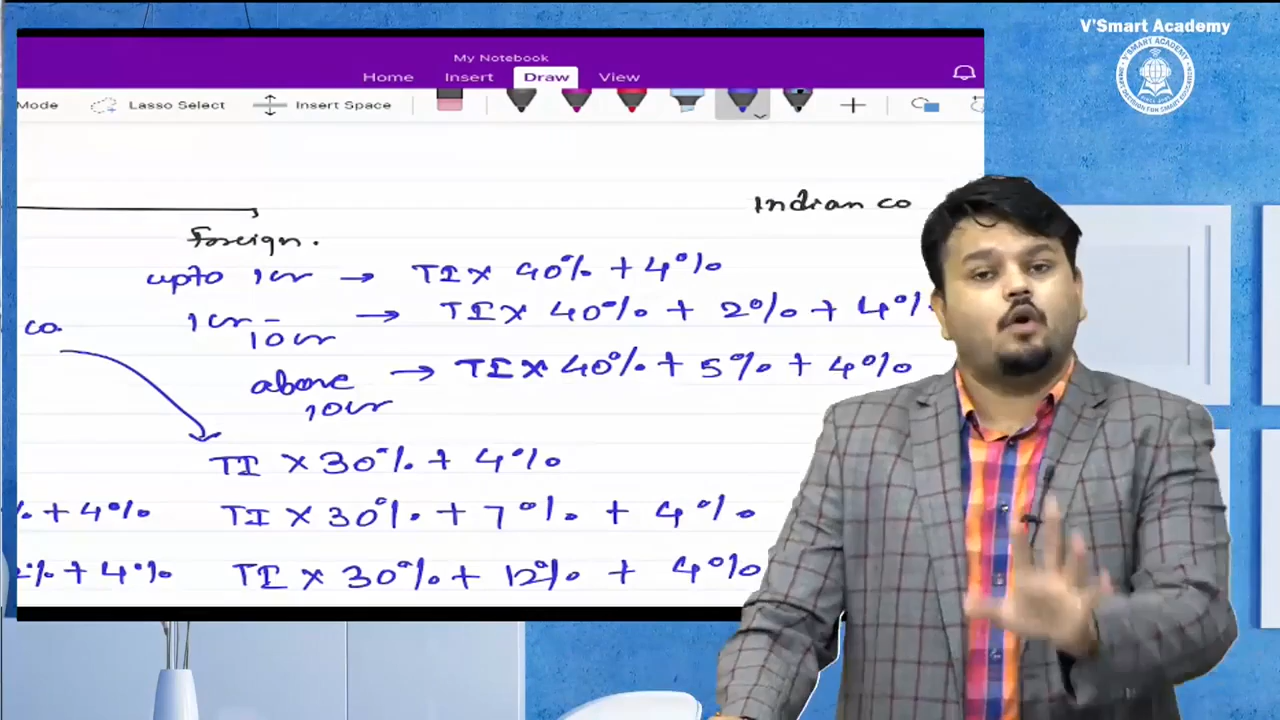 V'Smart Academy
My Notebook
Home Insert Draw View
Mode Lasso Select Insert Space
Indian co
Foreign.
upto 1cr → TI x 40% + 4%
1cr - 10cr → TI x 40% + 2% + 4%
co.
above 10cr → TI x 40% + 5% + 4%
TI x 30% + 4%
% + 4% TI x 30% + 7% + 4%
2% + 4% TI x 30% + 12% + 4%